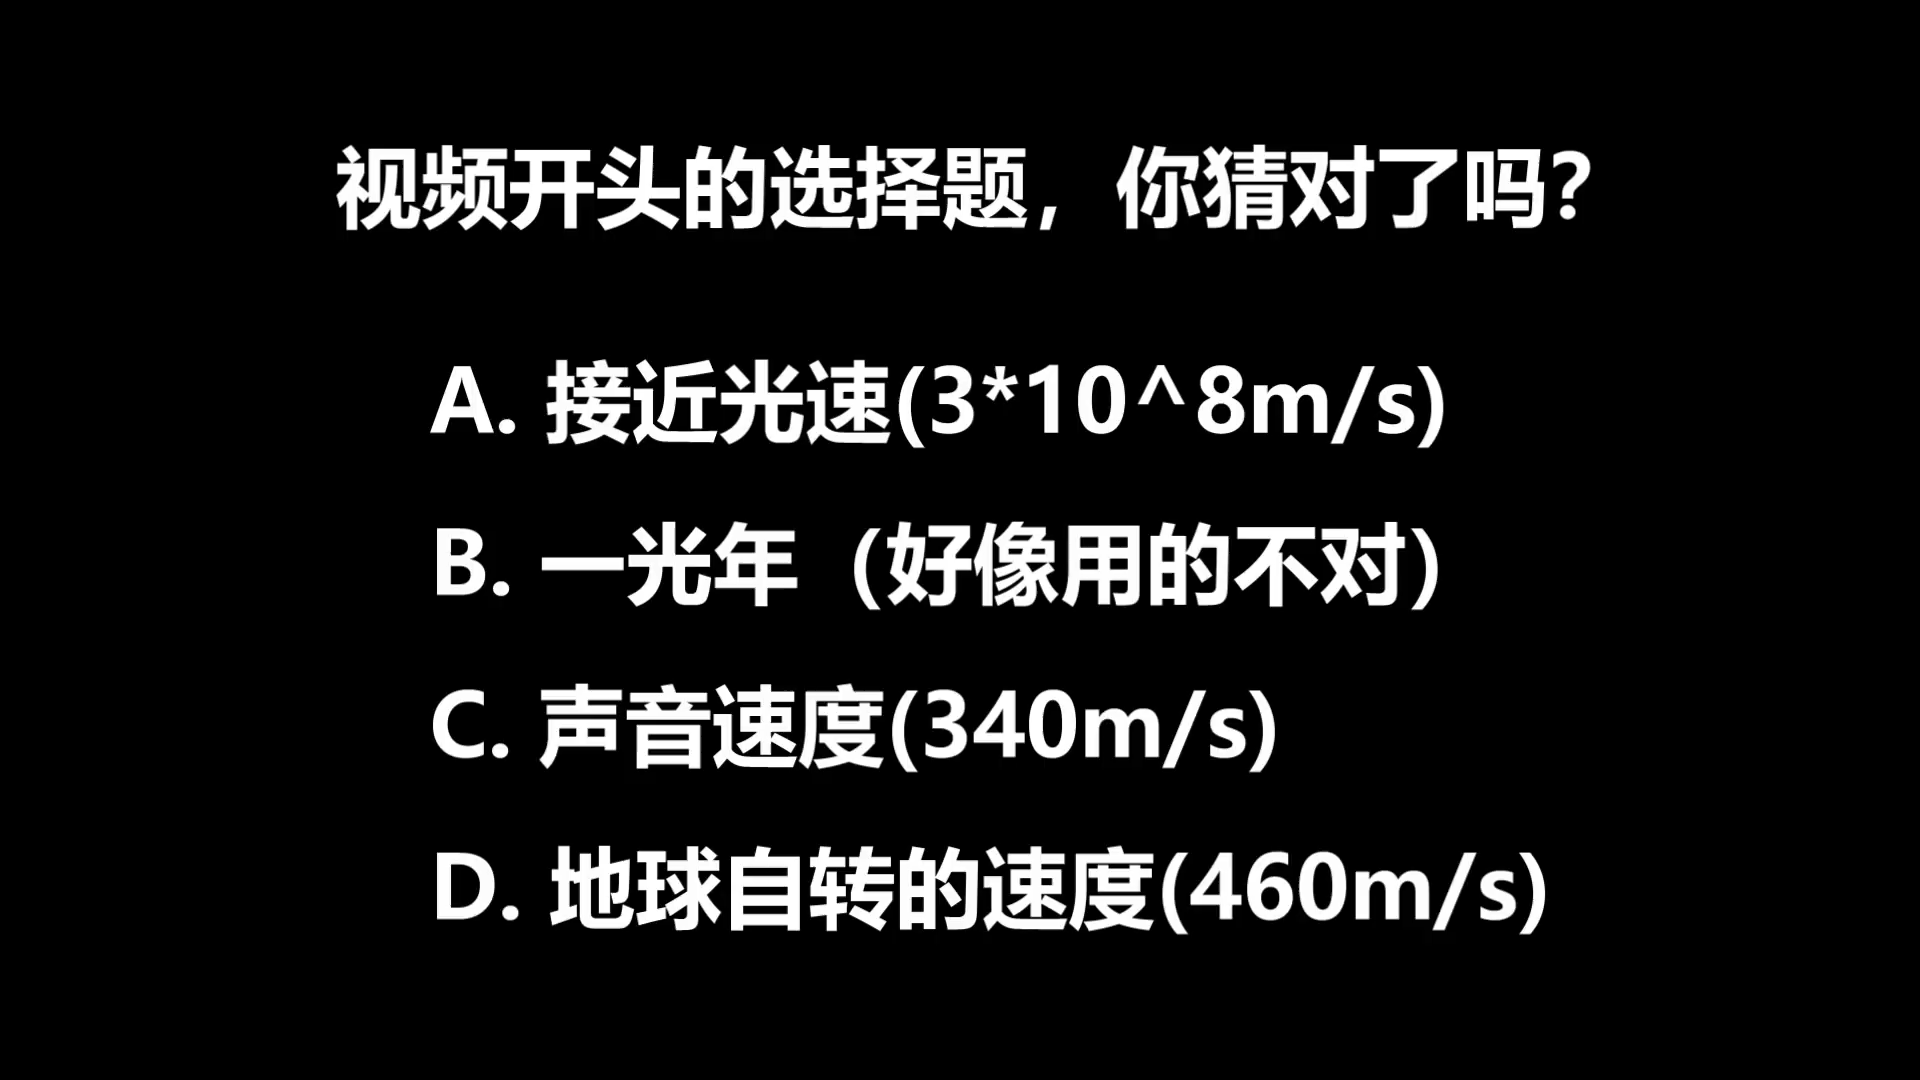 视频开头的选择题，你猜对了吗？
A. 接近光速(3*10^8m/s)
B. 一光年（好像用的不对）
C. 声音速度(340m/s)
D. 地球自转的速度(460m/s)